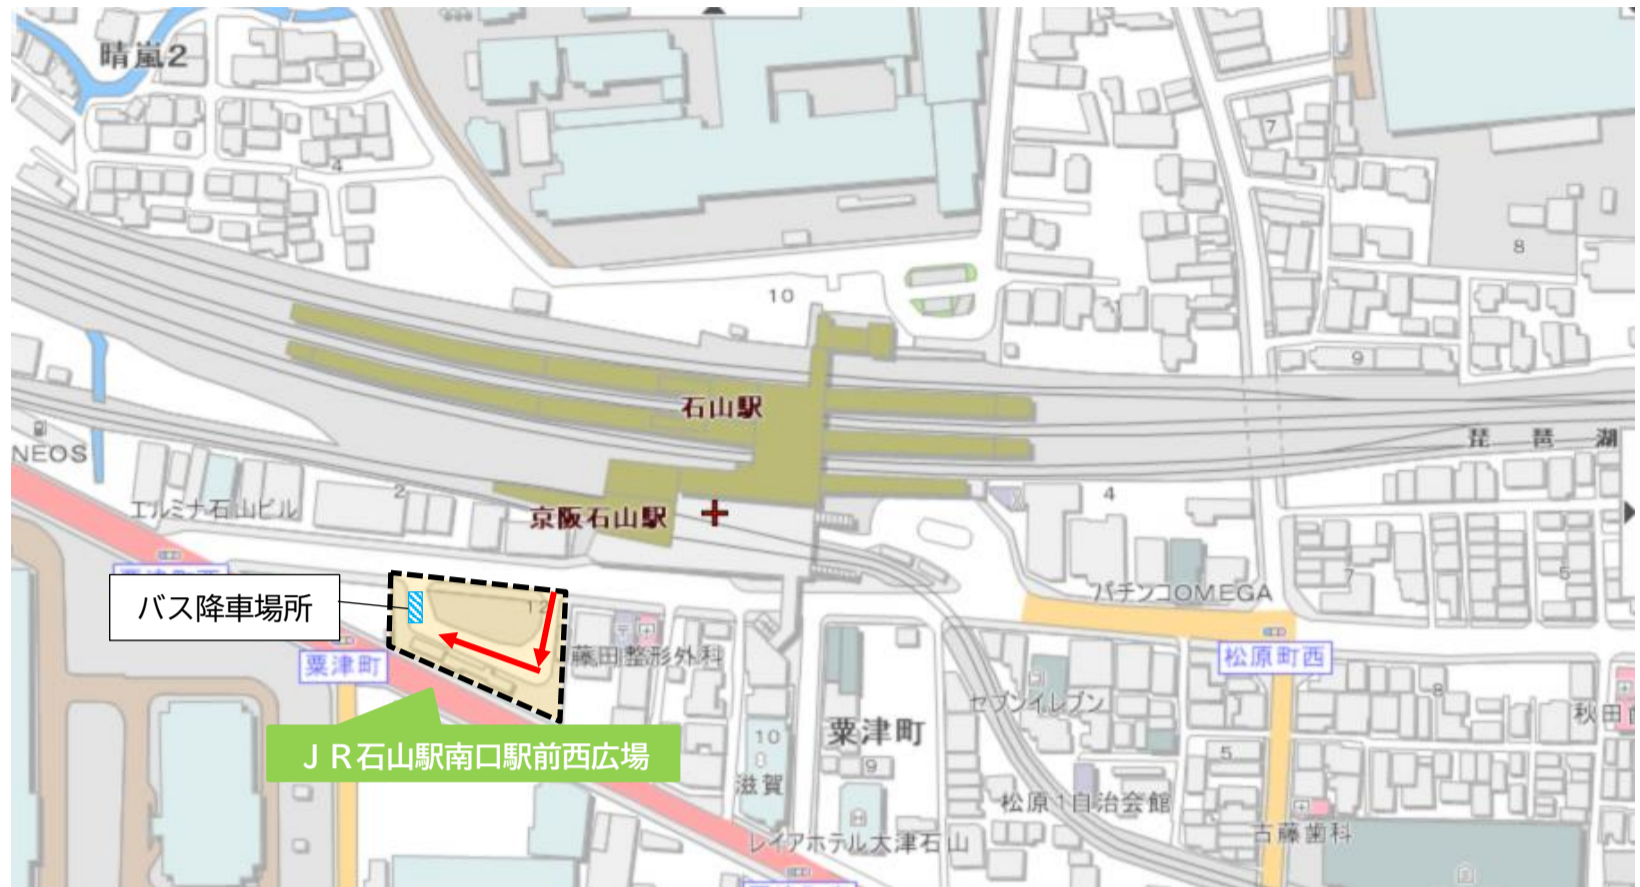 晴嵐2
4
7
8
10
9
石山駅
琵琶湖
NEOS
2
4
エルミナ石山ビル
京阪石山駅
7
5
パチンコOMEGA
バス降車場所
12
藤田整形外科
粟津町
松原町西
セブンイレブン
8
秋田
粟津町
JR石山駅南口駅前西広場
10
5
9
滋賀
松原1自治会館
古藤歯科
レイアホテル大津石山